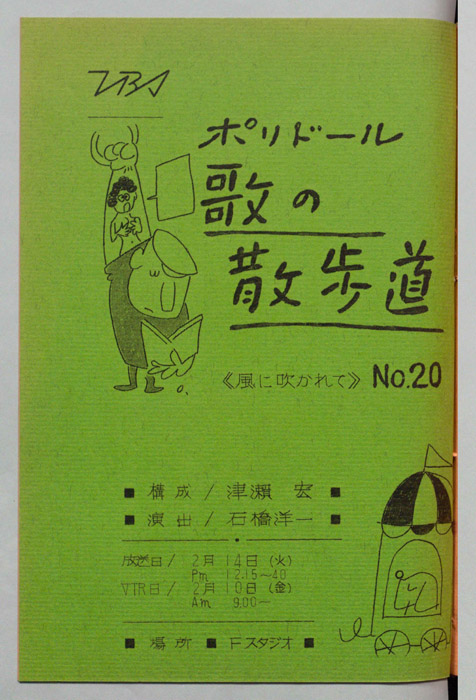 TBS
ポリドール
歌の
散歩道
《風に吹かれて》 No.20
■ 構成 / 津瀬 宏 ■
■ 演出 / 石橋洋一 ■
放送日 / 2月14日(火)
Pm 12.15~40
VTR日 / 2月10日(金)
Am 9.00~
■ 場所 ■ Fスタジオ ■